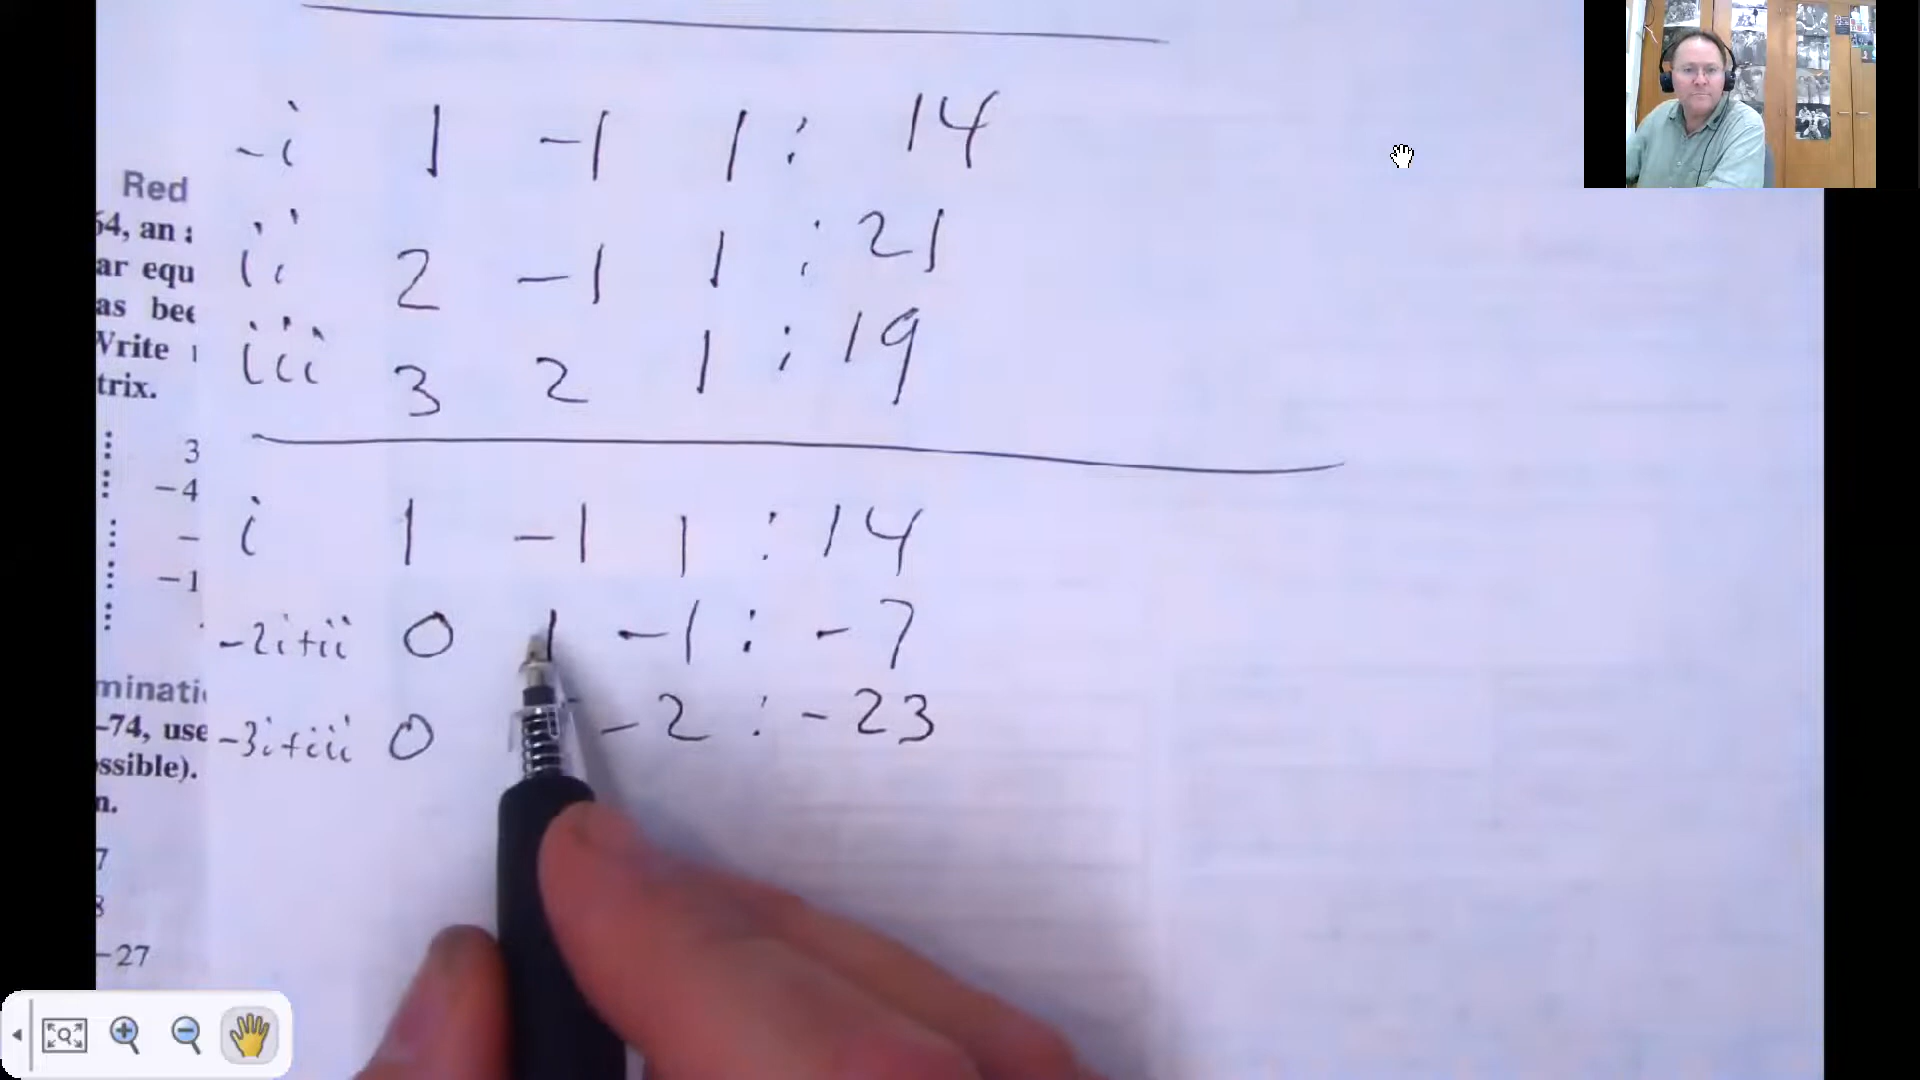 -i 1 -1 1 : 14
ii 2 -1 1 : 21
iii 3 2 1 : 19
i 1 -1 1 : 14
-2i+ii 0 1 -1 : -7
-3i+iii 0 -2 : -23
Red
64, an
ar equ
as bee
Write
trix.
3
-4
-
-1
minati
-74, use
ssible).
n.
7
8
-27